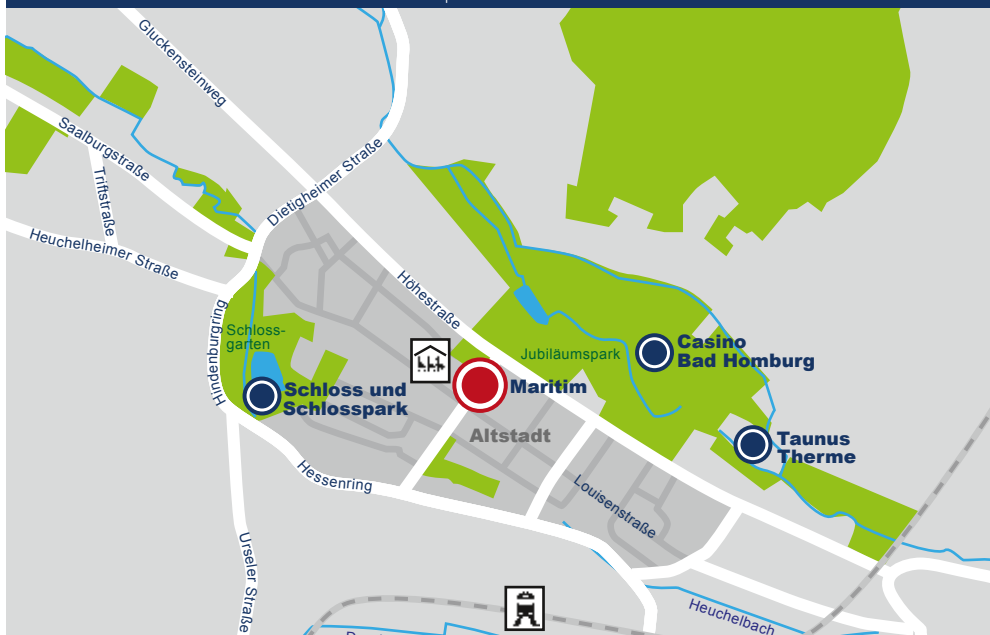 Gluckensteinweg
Saalburgstraße
Triftstraße
Dietigheimer Straße
Heuchelheimer Straße
Hindenburgring
Höhestraße
Schloss-
garten
Jubiläumspark
Casino
Bad Homburg
Schloss und
Schlosspark
Maritim
Altstadt
Taunus
Therme
Hessenring
Louisenstraße
Urseler Straße
Heuchelbach